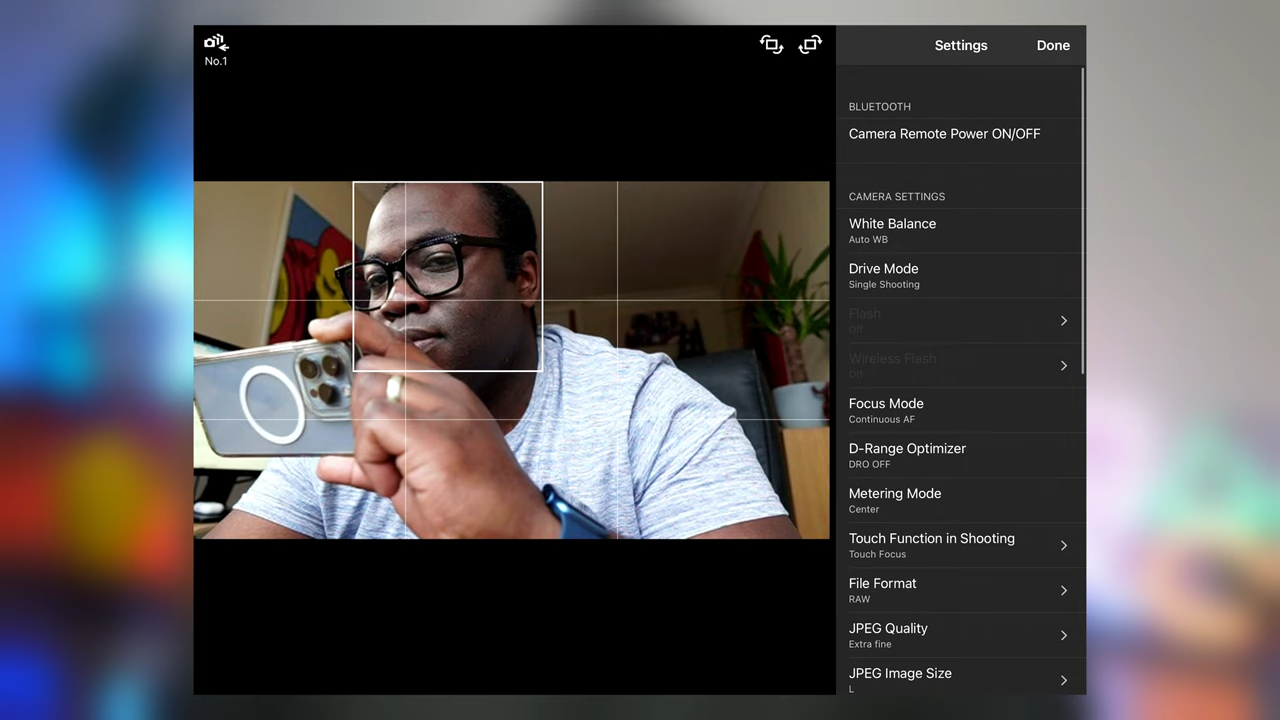 No.1
Settings
Done
BLUETOOTH
Camera Remote Power ON/OFF
CAMERA SETTINGS
White Balance
Auto WB
Drive Mode
Single Shooting
Flash
Off
Wireless Flash
Off
Focus Mode
Continuous AF
D-Range Optimizer
DRO OFF
Metering Mode
Center
Touch Function in Shooting
Touch Focus
File Format
RAW
JPEG Quality
Extra fine
JPEG Image Size
L